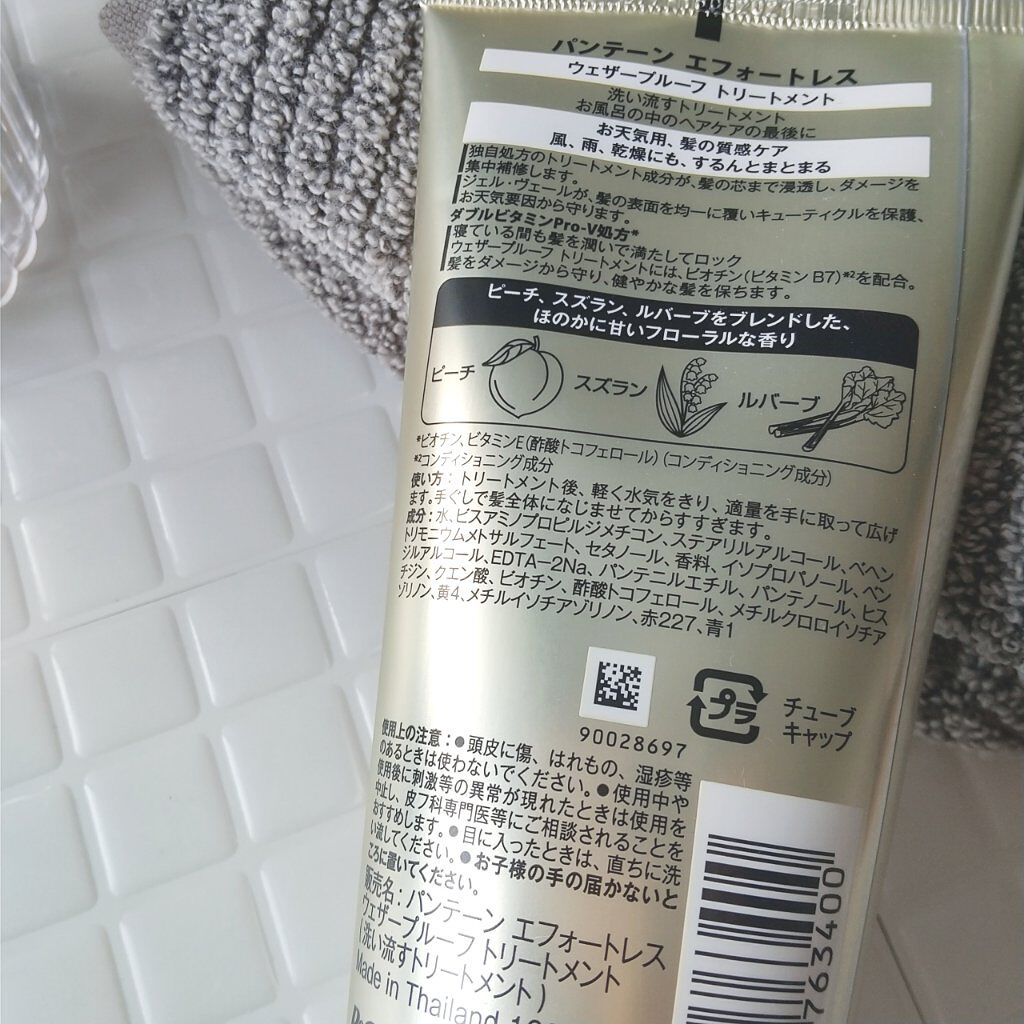 パンテーン エフォートレス
ウェザープルーフ トリートメント
洗い流すトリートメント
お風呂の中のヘアケアの最後に
お天気用、髪の質感ケア
風、雨、乾燥にも、するんとまとまる
独自処方のトリートメント成分が、髪の芯まで浸透し、ダメージを
集中補修します。
ジェル・ヴェールが、髪の表面を均一に覆いキューティクルを保護、
お天気要因から守ります。
ダブルビタミンPro-V処方*
寝ている間も髪を潤いで満たしてロック
ウェザープルーフ トリートメントには、ビオチン(ビタミン B7)*²を配合。
髪をダメージから守り、健やかな髪を保ちます。
ピーチ、スズラン、ルバーブをブレンドした、
ほのかに甘いフローラルな香り
ピーチ スズラン ルバーブ
*ビオチン、ビタミンE(酢酸トコフェロール)(コンディショニング成分)
*²コンディショニング成分
使い方：トリートメント後、軽く水気をきり、適量を手に取って広げ
ます。手ぐしで髪全体になじませてからすすぎます。
成分：水、ビスアミノプロピルジメチコン、ステアリルアルコール、ベヘン
トリモニウムメトサルフェート、セタノール、香料、イソプロパノール、ベン
ジルアルコール、EDTA-2Na、パンテニルエチル、パンテノール、ヒス
チジン、クエン酸、ビオチン、酢酸トコフェロール、メチルクロロイソチア
ゾリノン、黄4、メチルイソチアゾリノン、赤227、青1
90028697
プラ
チューブ
キャップ
使用上の注意：●頭皮に傷、はれもの、湿疹等
のあるときは使わないでください。●使用中や
使用後に刺激等の異常が現れたときは使用を
中止し、皮フ科専門医等にご相談されることを
おすすめします。●目に入ったときは、直ちに洗
い流してください。●お子様の手の届かないと
ころに置いてください。
販売名：パンテーン エフォートレス
ウェザープルーフ トリートメント
(洗い流すトリートメント)
Made in Thailand
763400